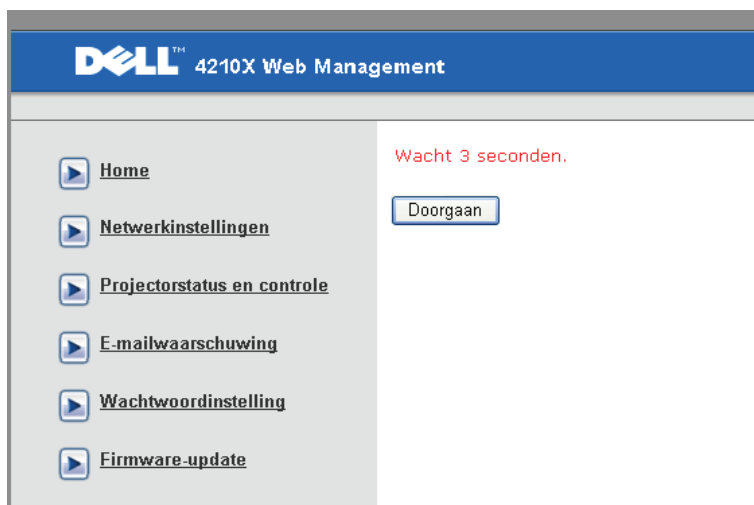 DELL™ 4210X Web Management
Home
Netwerkinstellingen
Projectorstatus en controle
E-mailwaarschuwing
Wachtwoordinstelling
Firmware-update
Wacht 3 seconden.
Doorgaan